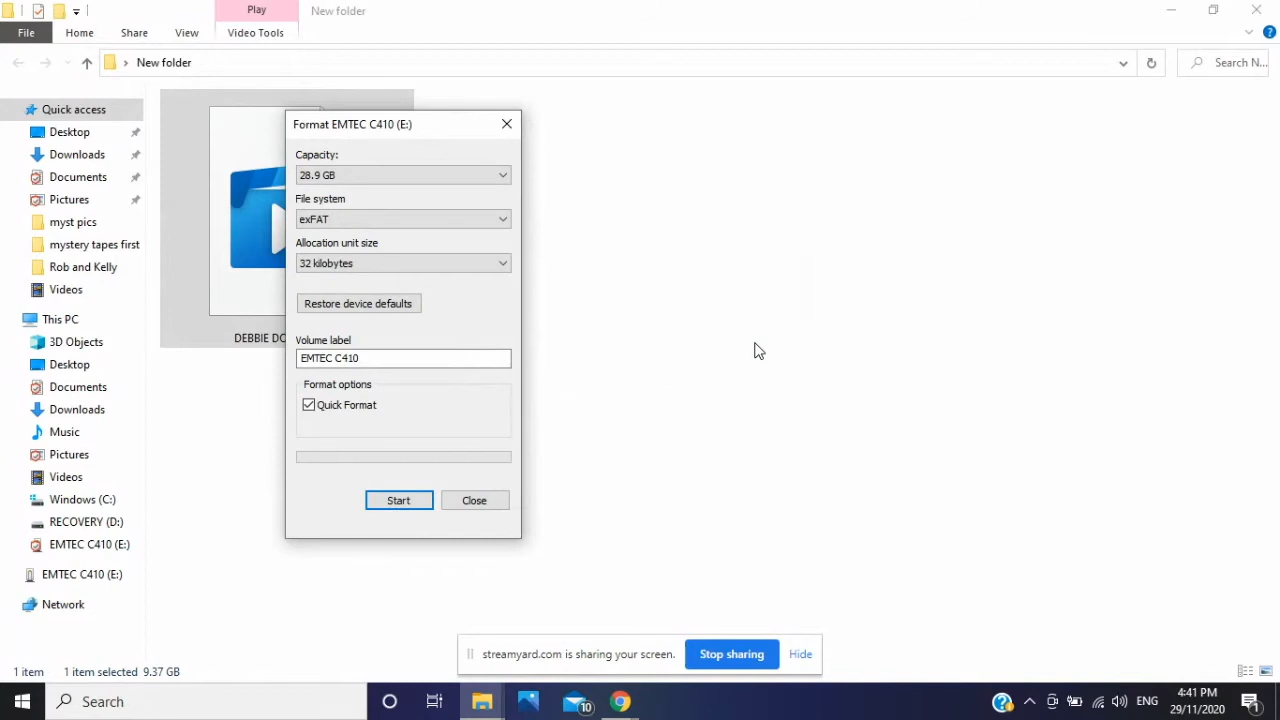 Play
New folder
File
Home
Share
View
Video Tools
New folder
Search N...
Quick access
Desktop
Downloads
Documents
Pictures
myst pics
mystery tapes first
Rob and Kelly
Videos
This PC
3D Objects
Desktop
Documents
Downloads
Music
Pictures
Videos
Windows (C:)
RECOVERY (D:)
EMTEC C410 (E:)
EMTEC C410 (E:)
Network
DEBBIE DO
Format EMTEC C410 (E:)
Capacity:
28.9 GB
File system
exFAT
Allocation unit size
32 kilobytes
Restore device defaults
Volume label
EMTEC C410
Format options
Quick Format
Start
Close
streamyard.com is sharing your screen.
Stop sharing
Hide
1 item
1 item selected 9.37 GB
Search
10
ENG
4:41 PM
29/11/2020
1